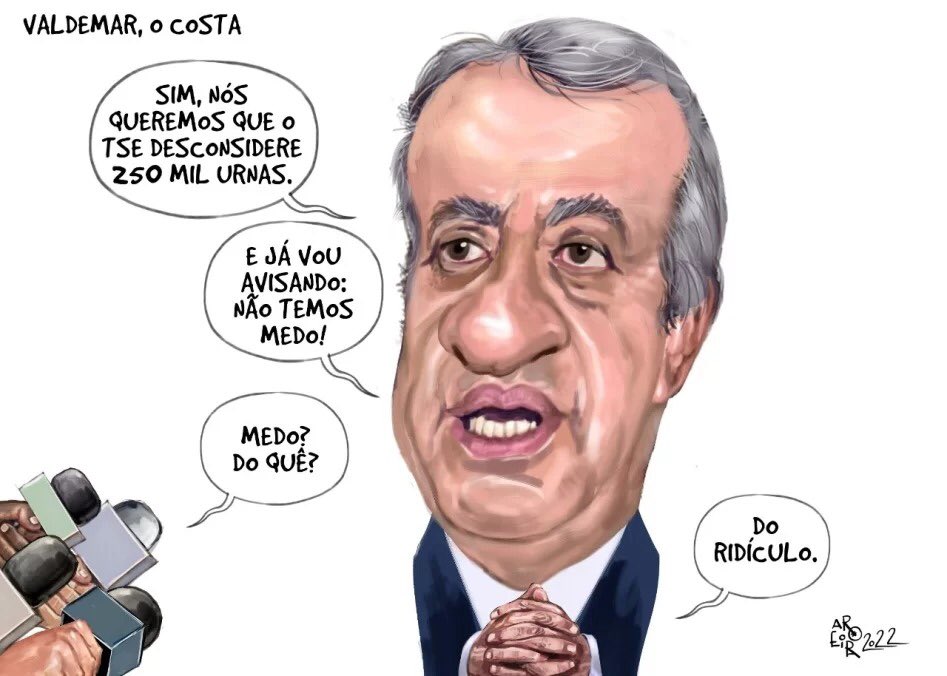 VALDEMAR, O COSTA
SIM, NÓS
QUEREMOS QUE O
TSE DESCONSIDERE
250 MIL URNAS.
E JÁ VOU
AVISANDO:
NÃO TEMOS
MEDO!
MEDO?
DO QUÊ?
DO
RIDÍCULO.
AROEIRA 2022